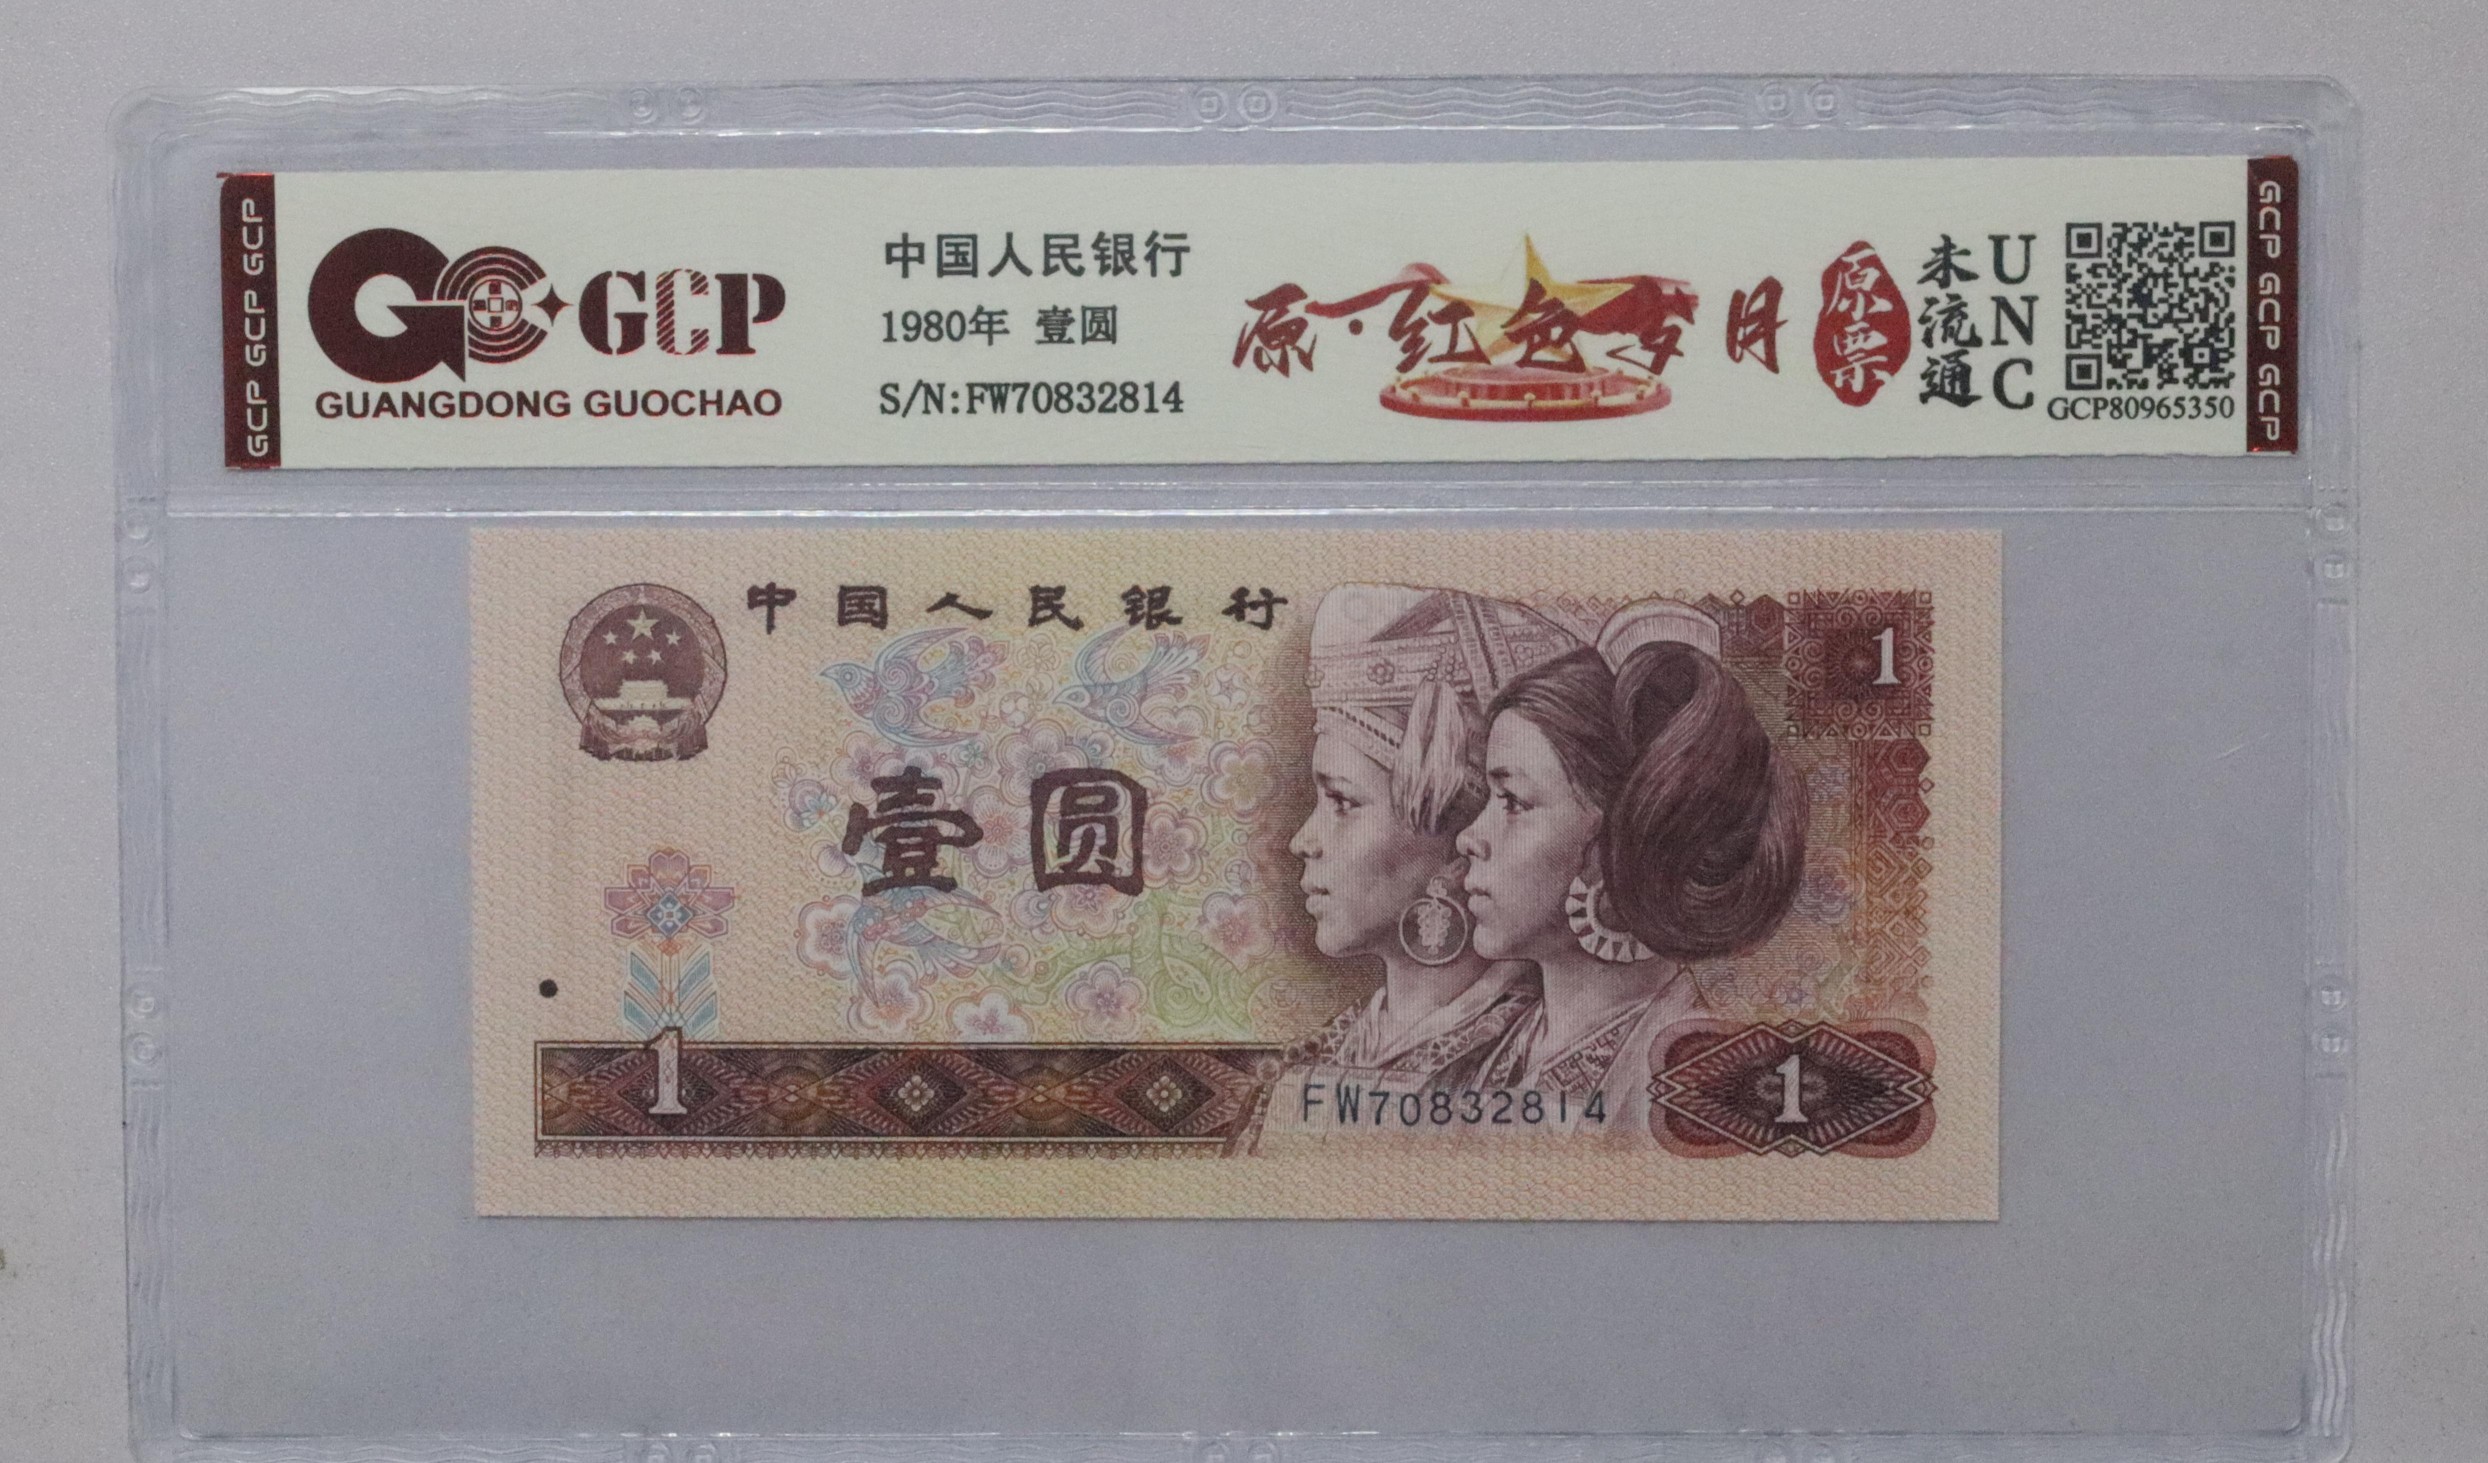 GCP GCP GCP
GCP
GUANGDONG GUOCHAO
中国人民银行
1980年 壹圆
S/N:FW70832814
原·红色岁月
原票
未流通
UNC
GCP80965350
GCP GCP GCP
中国人民银行
1
壹圆
1
FW70832814
1